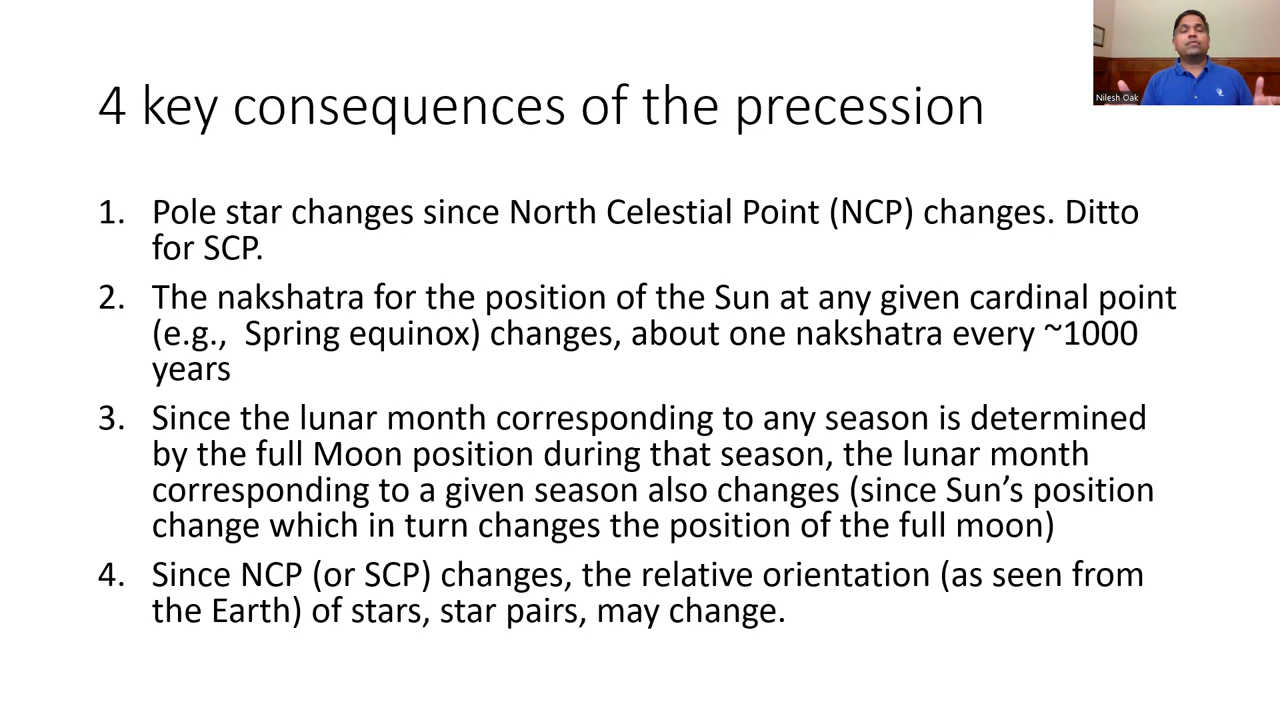 4 key consequences of the precession
Nilesh Oak
1. Pole star changes since North Celestial Point (NCP) changes. Ditto
for SCP.
2. The nakshatra for the position of the Sun at any given cardinal point
(e.g.,  Spring equinox) changes, about one nakshatra every ~1000
years
3. Since the lunar month corresponding to any season is determined
by the full Moon position during that season, the lunar month
corresponding to a given season also changes (since Sun’s position
change which in turn changes the position of the full moon)
4. Since NCP (or SCP) changes, the relative orientation (as seen from
the Earth) of stars, star pairs, may change.